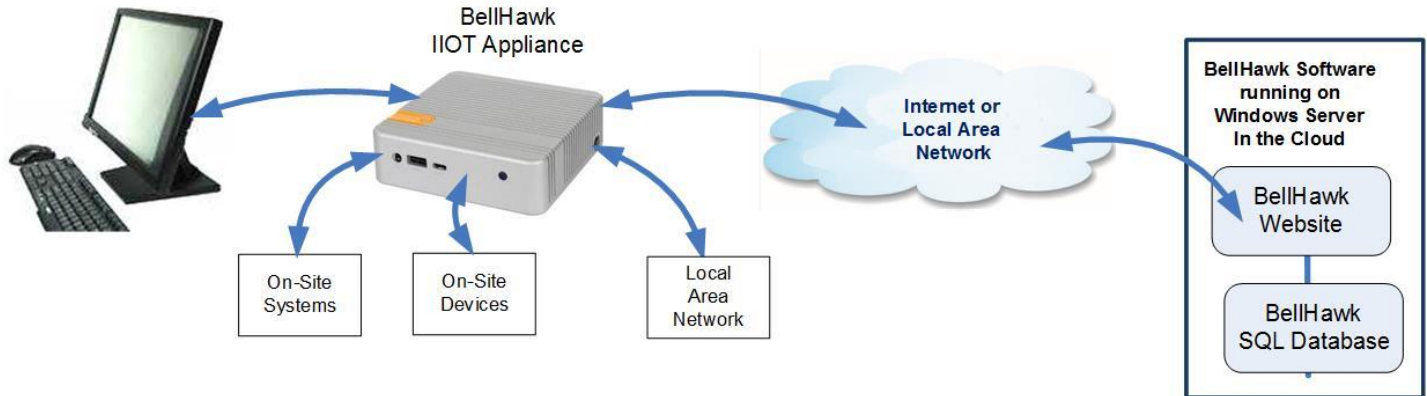 BellHawk
IIOT Appliance
Internet or
Local Area
Network
BellHawk Software
running on
Windows Server
In the Cloud
BellHawk
Website
BellHawk
SQL Database
On-Site
Systems
On-Site
Devices
Local
Area
Network